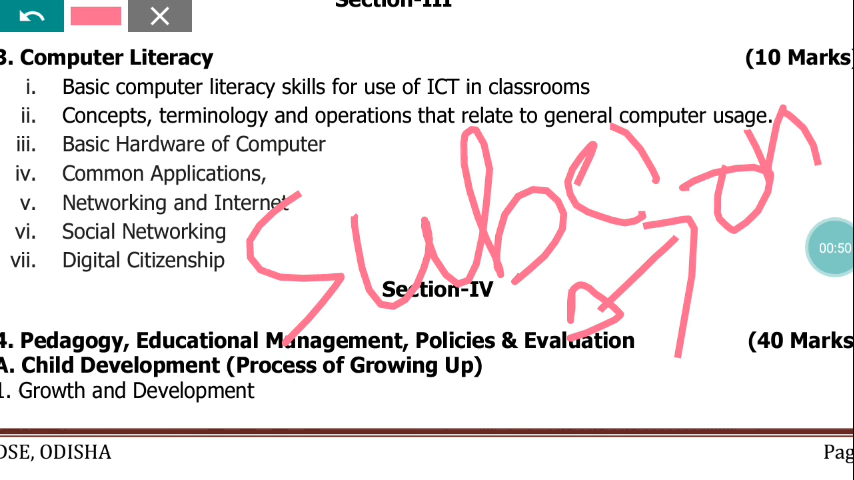 Section-III
3. Computer Literacy (10 Marks)
i. Basic computer literacy skills for use of ICT in classrooms
ii. Concepts, terminology and operations that relate to general computer usage.
iii. Basic Hardware of Computer
iv. Common Applications,
v. Networking and Internet
vi. Social Networking
vii. Digital Citizenship
00:50
Section-IV
4. Pedagogy, Educational Management, Policies & Evaluation (40 Marks
A. Child Development (Process of Growing Up)
1. Growth and Development
DSE, ODISHA Pag